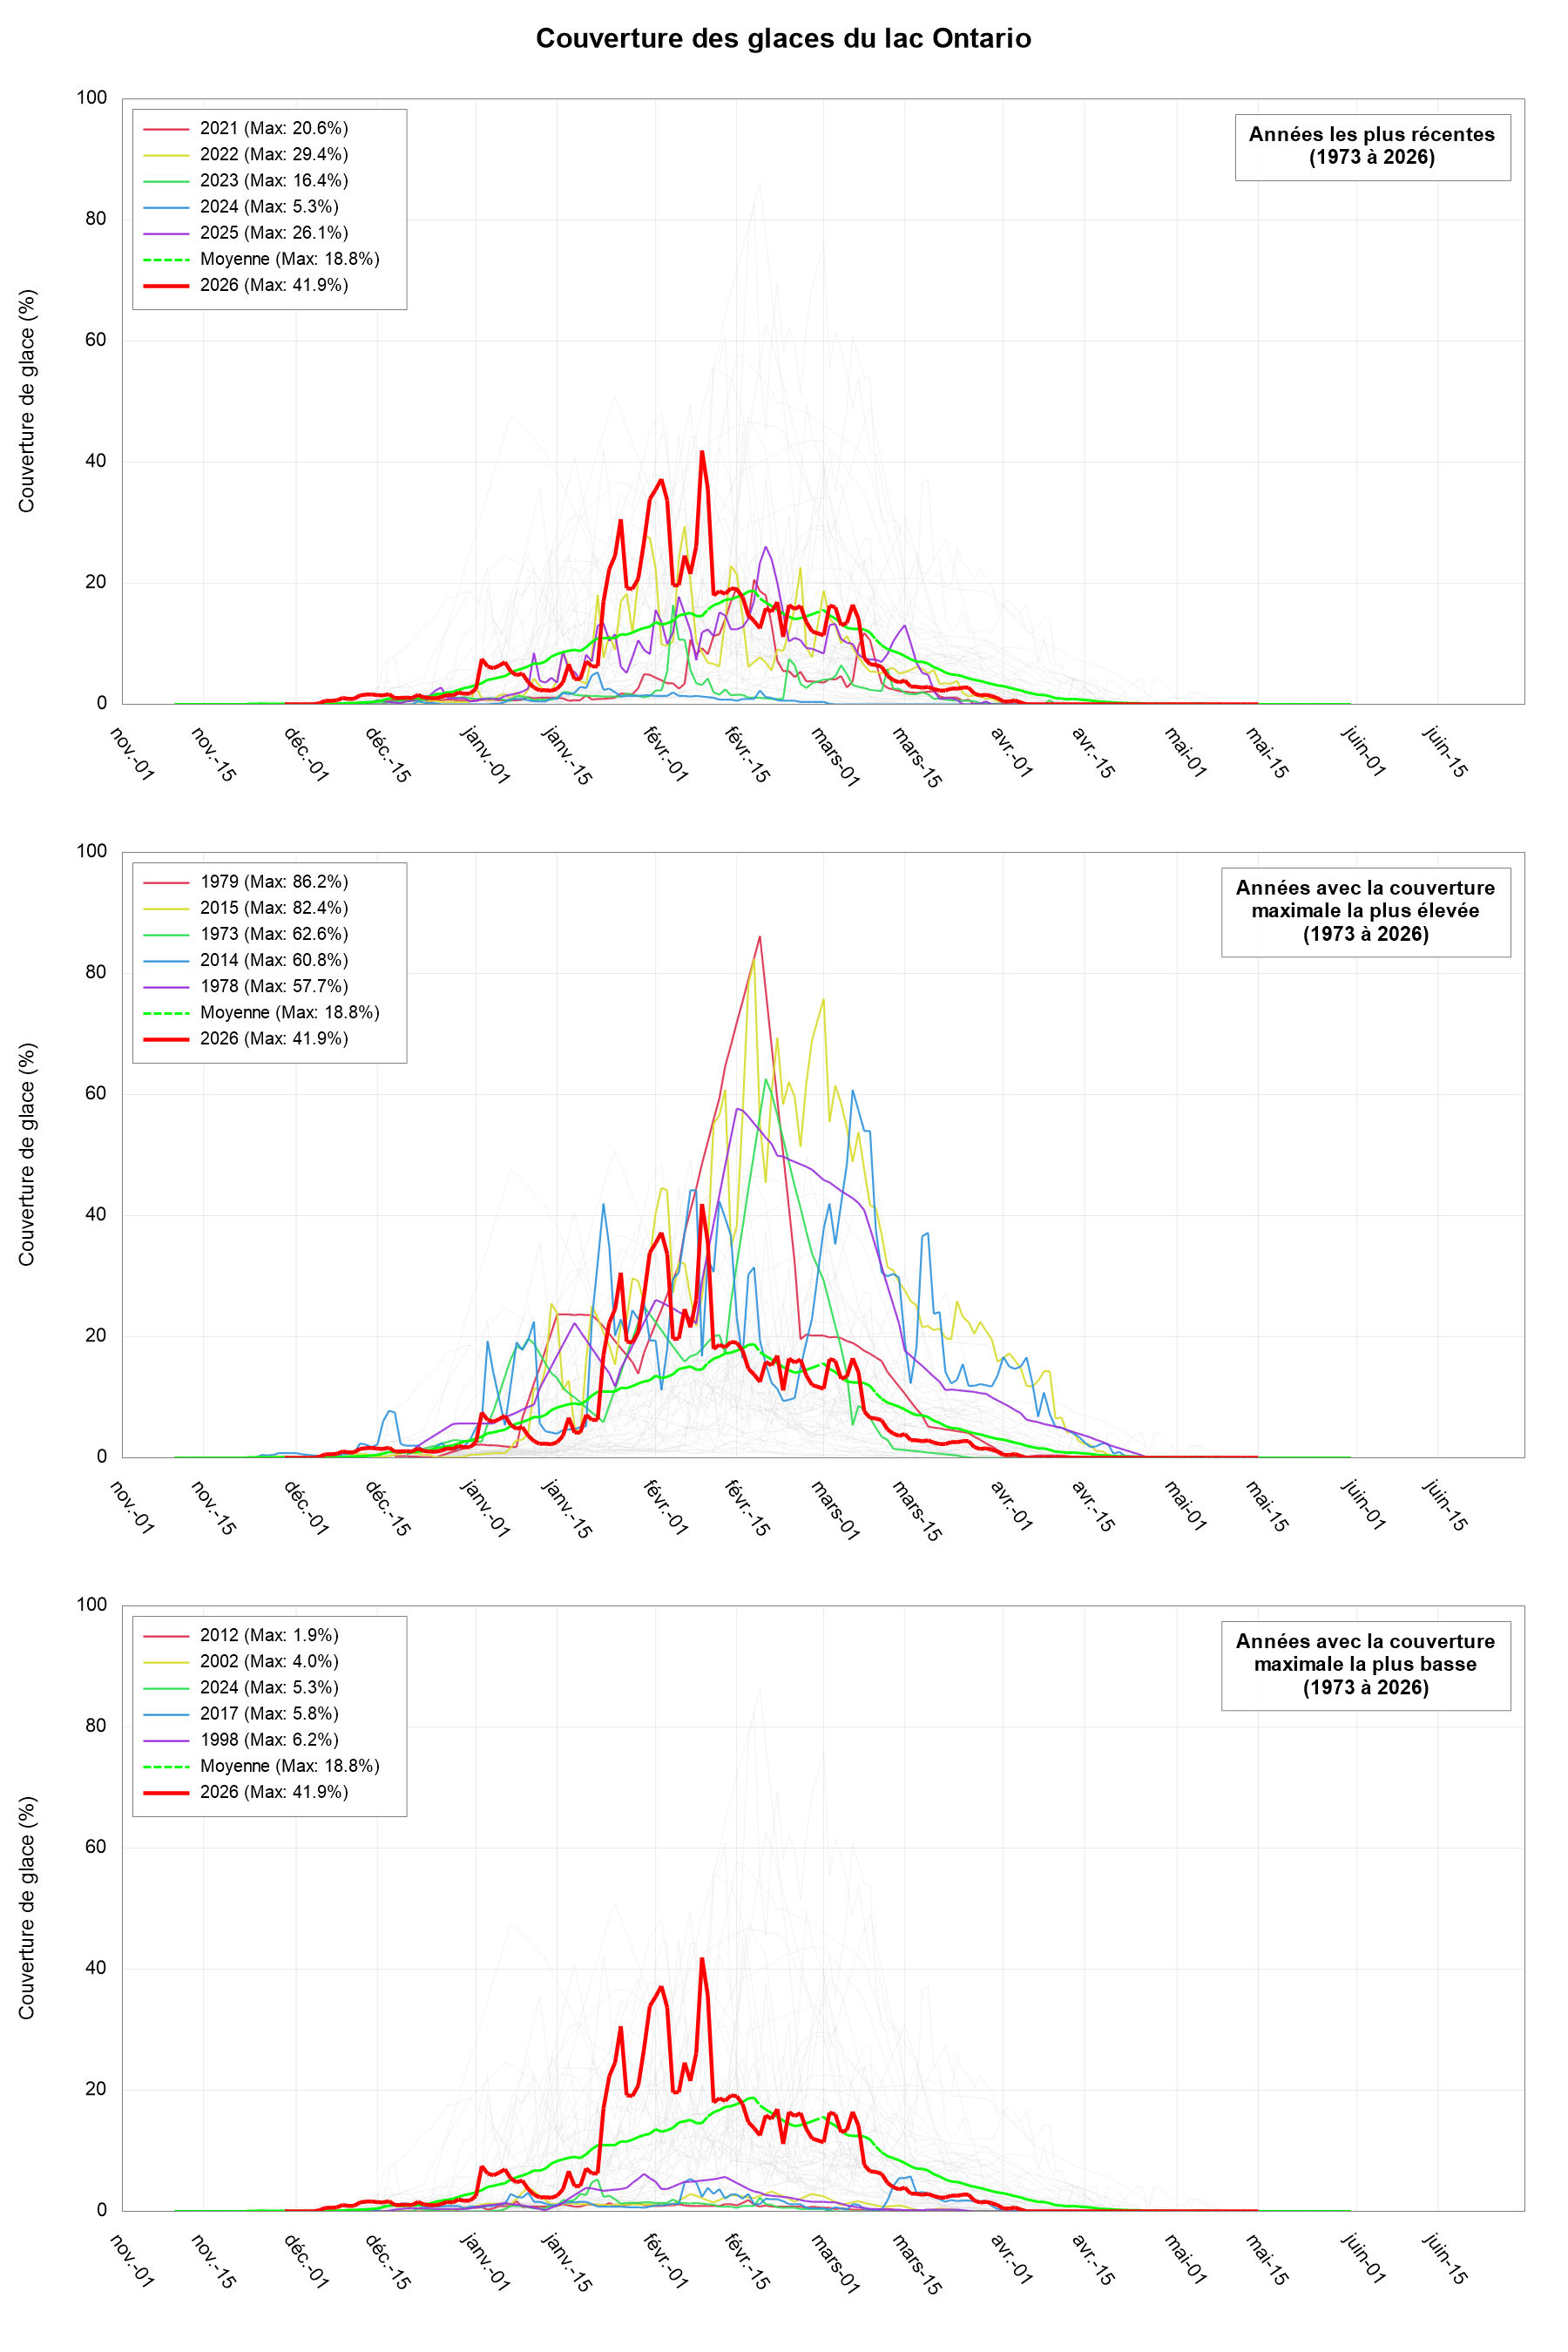 Couverture des glaces du lac Ontario
Couverture de glace (%)
100
80
60
40
20
0
2021 (Max: 20.6%)
2022 (Max: 29.4%)
2023 (Max: 16.4%)
2024 (Max: 5.3%)
2025 (Max: 26.1%)
Moyenne (Max: 18.8%)
2026 (Max: 41.9%)
Années les plus récentes
(1973 à 2026)
nov.-01
nov.-15
déc.-01
déc.-15
janv.-01
janv.-15
févr.-01
févr.-15
mars-01
mars-15
avr.-01
avr.-15
mai-01
mai-15
juin-01
juin-15
Couverture de glace (%)
100
80
60
40
20
0
1979 (Max: 86.2%)
2015 (Max: 82.4%)
1973 (Max: 62.6%)
2014 (Max: 60.8%)
1978 (Max: 57.7%)
Moyenne (Max: 18.8%)
2026 (Max: 41.9%)
Années avec la couverture
maximale la plus élevée
(1973 à 2026)
nov.-01
nov.-15
déc.-01
déc.-15
janv.-01
janv.-15
févr.-01
févr.-15
mars-01
mars-15
avr.-01
avr.-15
mai-01
mai-15
juin-01
juin-15
Couverture de glace (%)
100
80
60
40
20
0
2012 (Max: 1.9%)
2002 (Max: 4.0%)
2024 (Max: 5.3%)
2017 (Max: 5.8%)
1998 (Max: 6.2%)
Moyenne (Max: 18.8%)
2026 (Max: 41.9%)
Années avec la couverture
maximale la plus basse
(1973 à 2026)
nov.-01
nov.-15
déc.-01
déc.-15
janv.-01
janv.-15
févr.-01
févr.-15
mars-01
mars-15
avr.-01
avr.-15
mai-01
mai-15
juin-01
juin-15